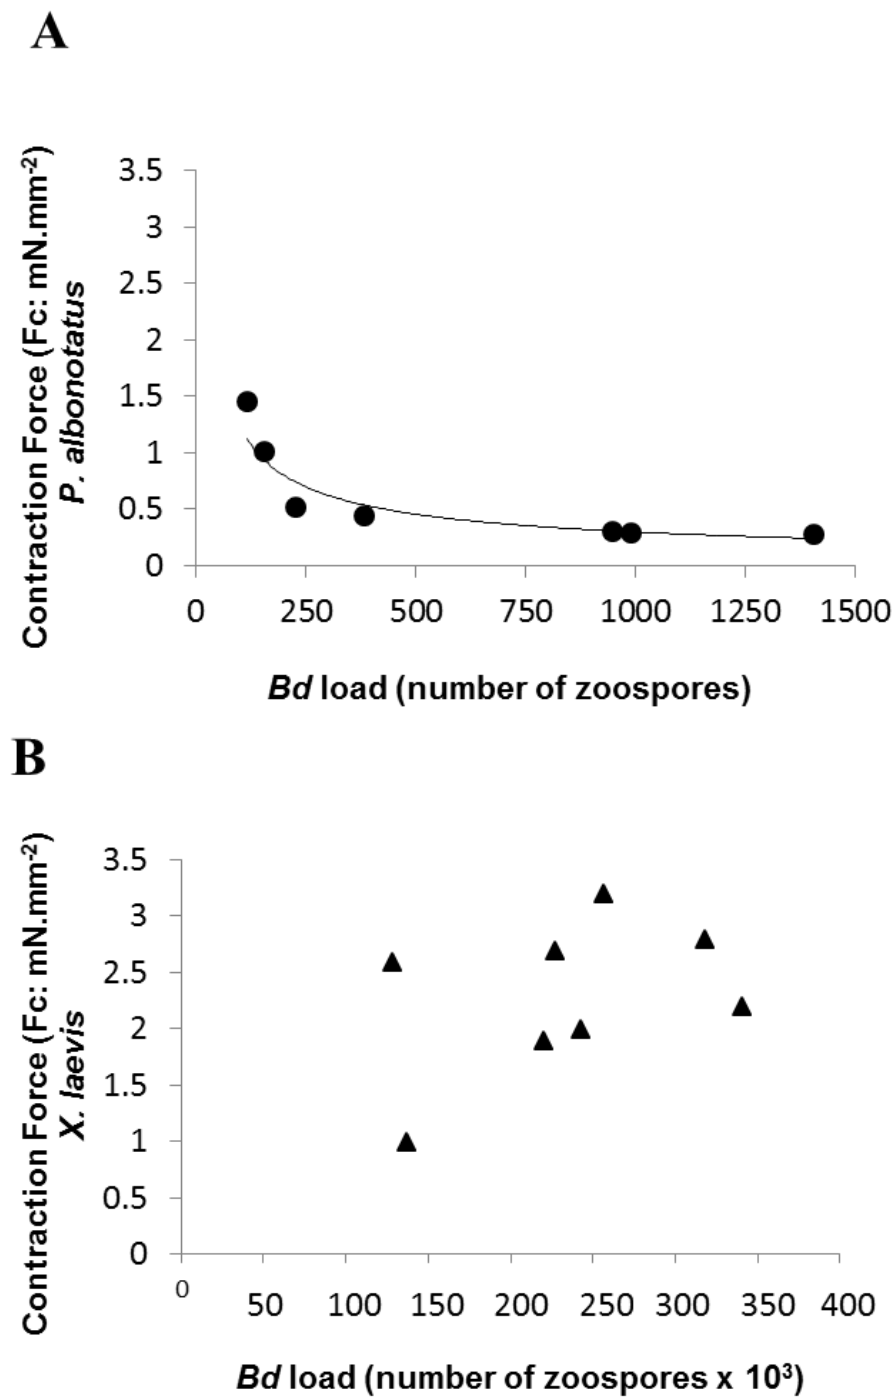 A
Contraction Force (Fc: mN.mm-2)
P. albonotatus
3.5
3
2.5
2
1.5
1
0.5
0
0 250 500 750 1000 1250 1500
Bd load (number of zoospores)
B
Contraction Force (Fc: mN.mm-2)
X. laevis
3.5
3
2.5
2
1.5
1
0.5
0
0 50 100 150 200 250 300 350 400
Bd load (number of zoospores x 10³)